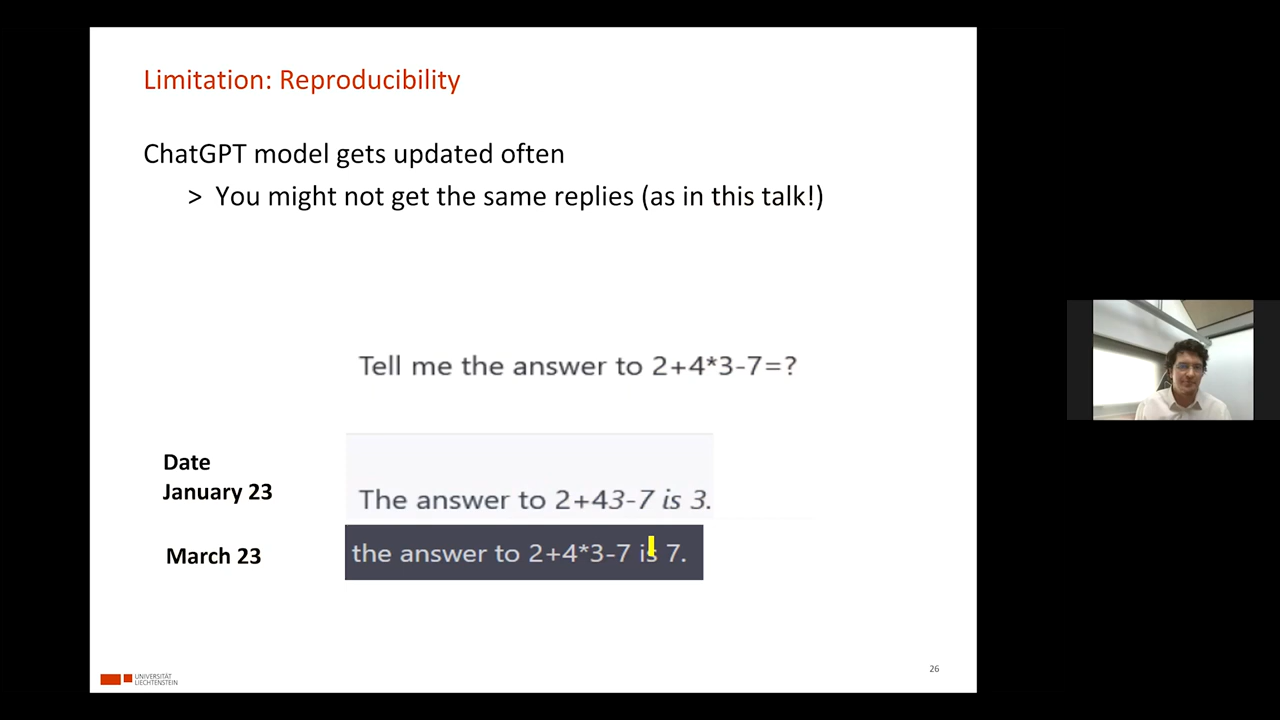 Limitation: Reproducibility
ChatGPT model gets updated often
> You might not get the same replies (as in this talk!)
Tell me the answer to 2+4*3-7=?
Date
January 23
The answer to 2+43-7 is 3.
March 23
the answer to 2+4*3-7 is 7.
26
UNIVERSITÄT
LIECHTENSTEIN